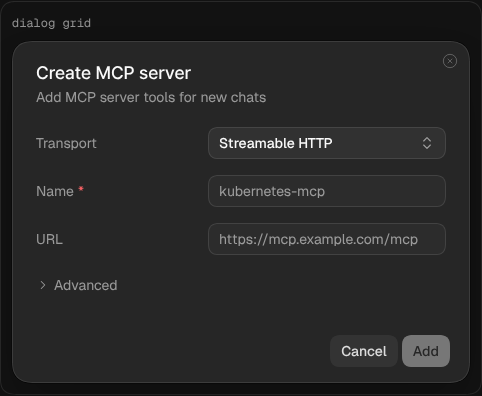 dialog grid
Create MCP server
Add MCP server tools for new chats
Transport
Streamable HTTP
Name *
kubernetes-mcp
URL
https://mcp.example.com/mcp
Advanced
Cancel
Add